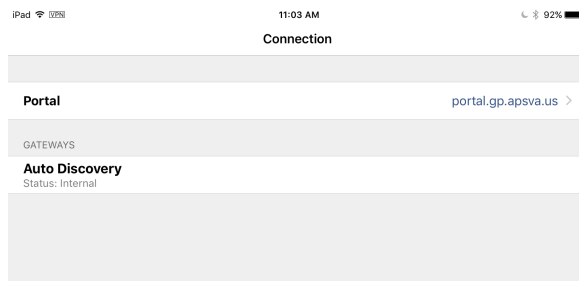 iPad VPN 11:03 AM 92%
Connection
Portal portal.gp.apsva.us
GATEWAYS
Auto Discovery
Status: Internal